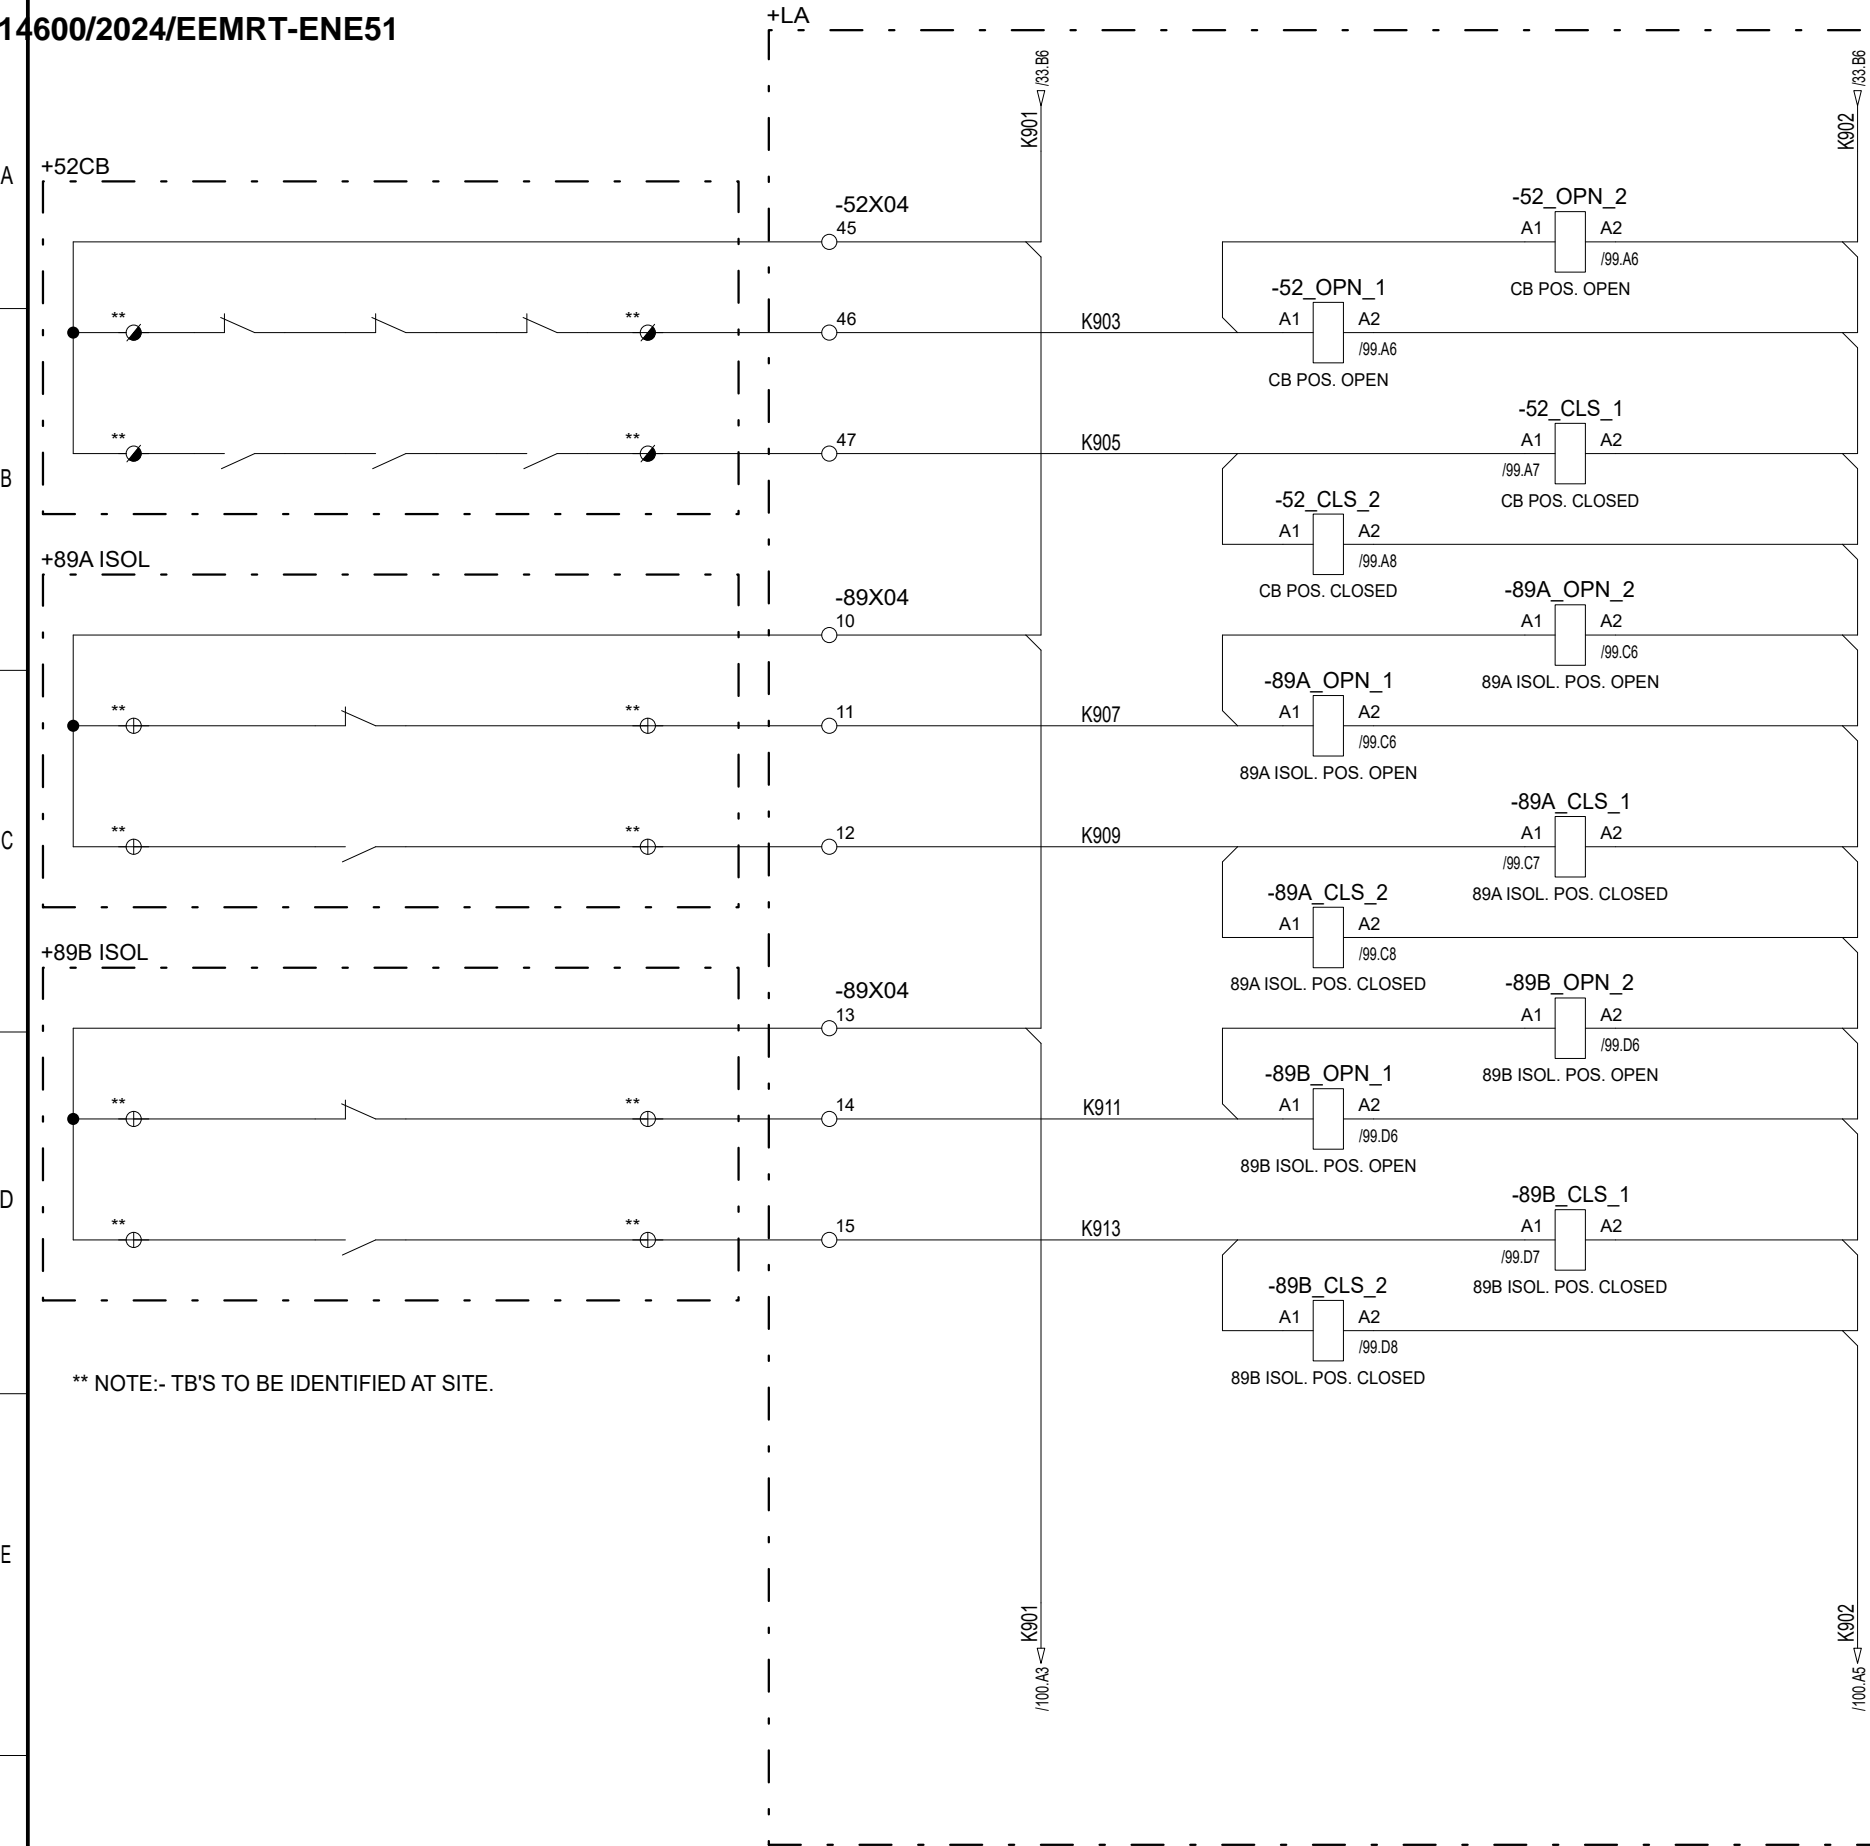 14600/2024/EEMRT-ENE51
+LA
/33.B6
/33.B6
K901
K902
A
+52CB
-52X04
45
-52_OPN_2
A1 A2
/99.A6
CB POS. OPEN
-52_OPN_1
** ** 46 K903 A1 A2
/99.A6
CB POS. OPEN
-52_CLS_1
** ** 47 K905 A1 A2
/99.A7
CB POS. CLOSED
B
-52_CLS_2
A1 A2
/99.A8
CB POS. CLOSED
+89A ISOL
-89X04
10
-89A_OPN_2
A1 A2
/99.C6
89A ISOL. POS. OPEN
-89A_OPN_1
** ** 11 K907 A1 A2
/99.C6
89A ISOL. POS. OPEN
-89A_CLS_1
C
** ** 12 K909 A1 A2
/99.C7
89A ISOL. POS. CLOSED
-89A_CLS_2
A1 A2
/99.C8
89A ISOL. POS. CLOSED
+89B ISOL
-89X04
13
-89B_OPN_2
A1 A2
/99.D6
89B ISOL. POS. OPEN
-89B_OPN_1
** ** 14 K911 A1 A2
/99.D6
89B ISOL. POS. OPEN
D
-89B_CLS_1
** ** 15 K913 A1 A2
/99.D7
89B ISOL. POS. CLOSED
-89B_CLS_2
A1 A2
/99.D8
89B ISOL. POS. CLOSED
** NOTE:- TB'S TO BE IDENTIFIED AT SITE.
E
K901
K902
/100.A3
/100.A5